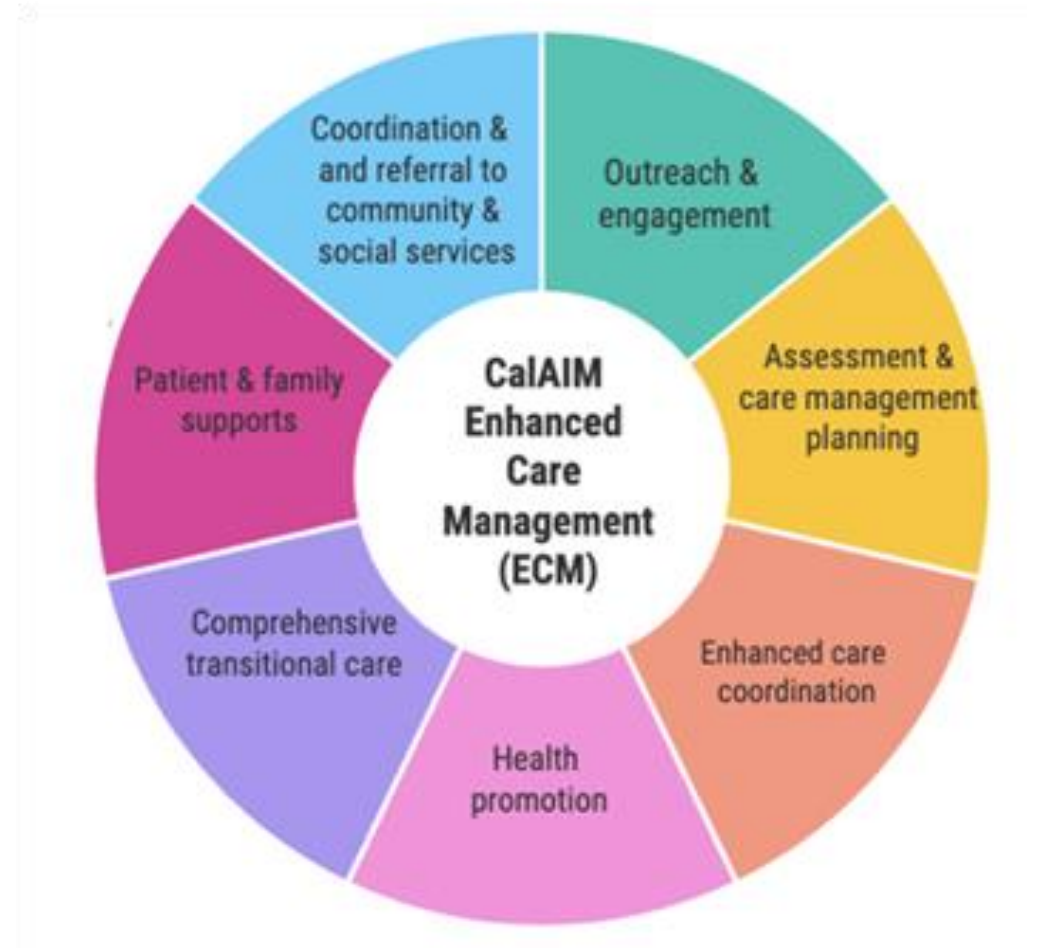 CalAIM
Enhanced
Care
Management
(ECM)
Outreach &
engagement
Assessment &
care management
planning
Enhanced care
coordination
Health
promotion
Comprehensive
transitional care
Patient & family
supports
Coordination &
and referral to
community &
social services